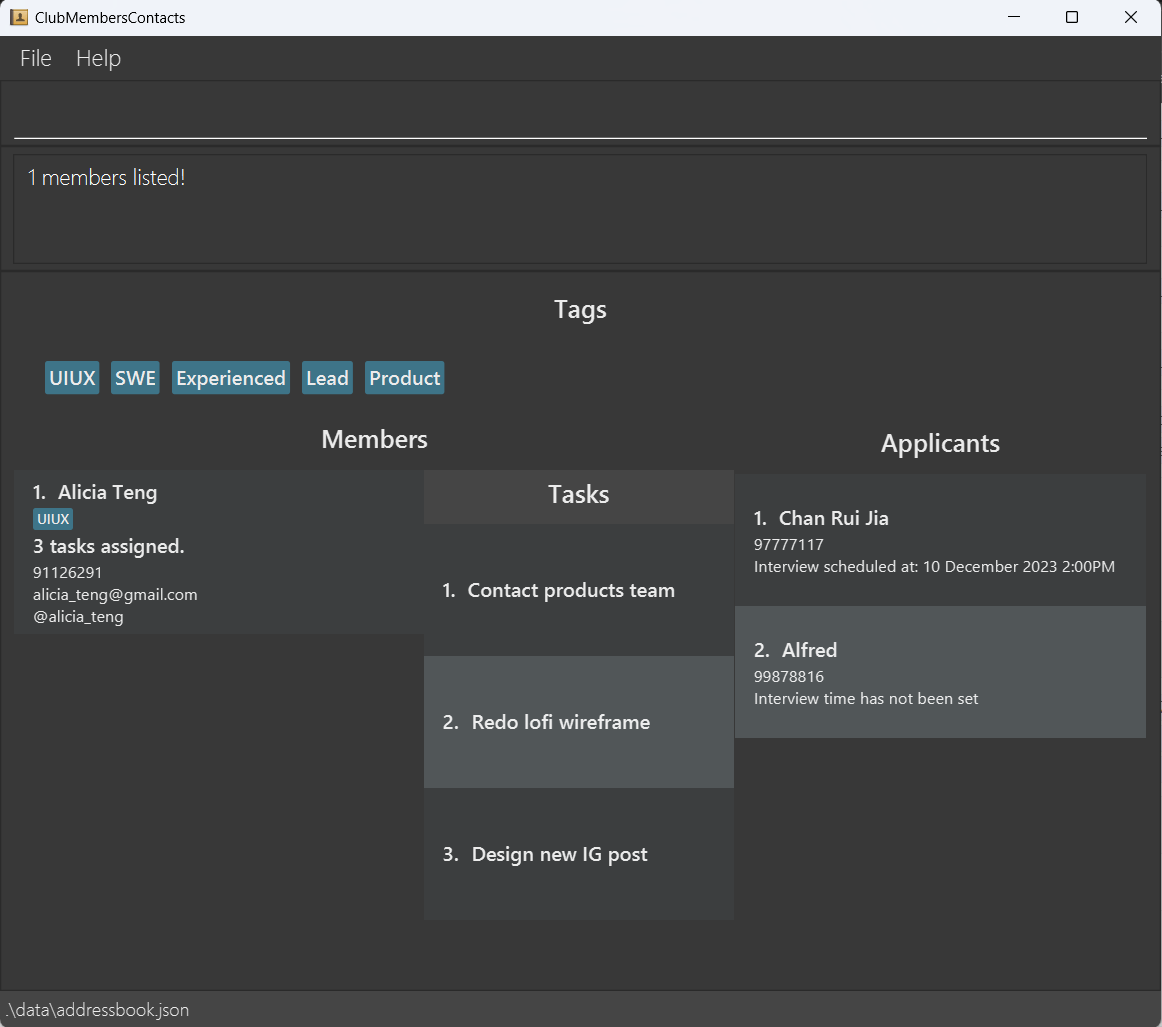 ClubMembersContacts
File Help
1 members listed!
Tags
UIUX SWE Experienced Lead Product
Members
1. Alicia Teng
UIUX
3 tasks assigned.
91126291
alicia_teng@gmail.com
@alicia_teng
Tasks
1. Contact products team
2. Redo lofi wireframe
3. Design new IG post
Applicants
1. Chan Rui Jia
97777117
Interview scheduled at: 10 December 2023 2:00PM
2. Alfred
99878816
Interview time has not been set
.\data\addressbook.json